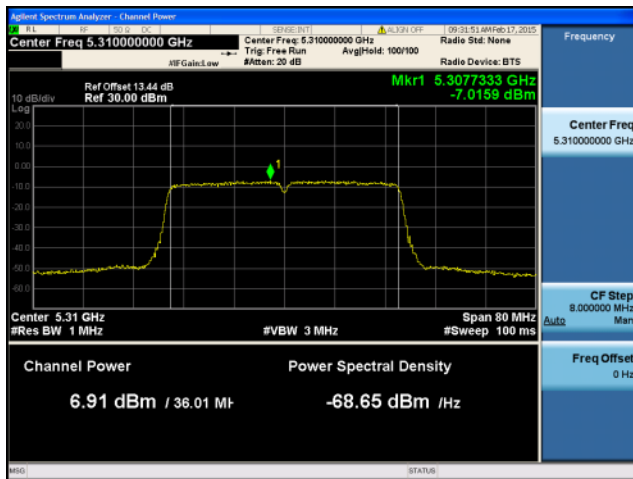 Agilent Spectrum Analyzer - Channel Power
RL RF 50 Ω DC SENSE:INT ALIGN OFF 09:31:51 AM Feb 17, 2015
Center Freq 5.310000000 GHz
Center Freq: 5.310000000 GHz
Radio Std: None
Trig: Free Run Avg|Hold: 100/100
#IFGain:Low #Atten: 20 dB Radio Device: BTS
Frequency
Mkr1 5.3077333 GHz
-7.0159 dBm
Ref Offset 13.44 dB
10 dB/div Ref 30.00 dBm
Log
20.0
10.0
0.00
-10.0
-20.0
-30.0
-40.0
-50.0
-60.0
1
Center Freq
5.310000000 GHz
Center 5.31 GHz Span 80 MHz
#Res BW 1 MHz #VBW 3 MHz #Sweep 100 ms
CF Step
8.000000 MHz
Auto Man
Channel Power Power Spectral Density
6.91 dBm / 36.01 MH
-68.65 dBm /Hz
Freq Offset
0 Hz
MSG STATUS